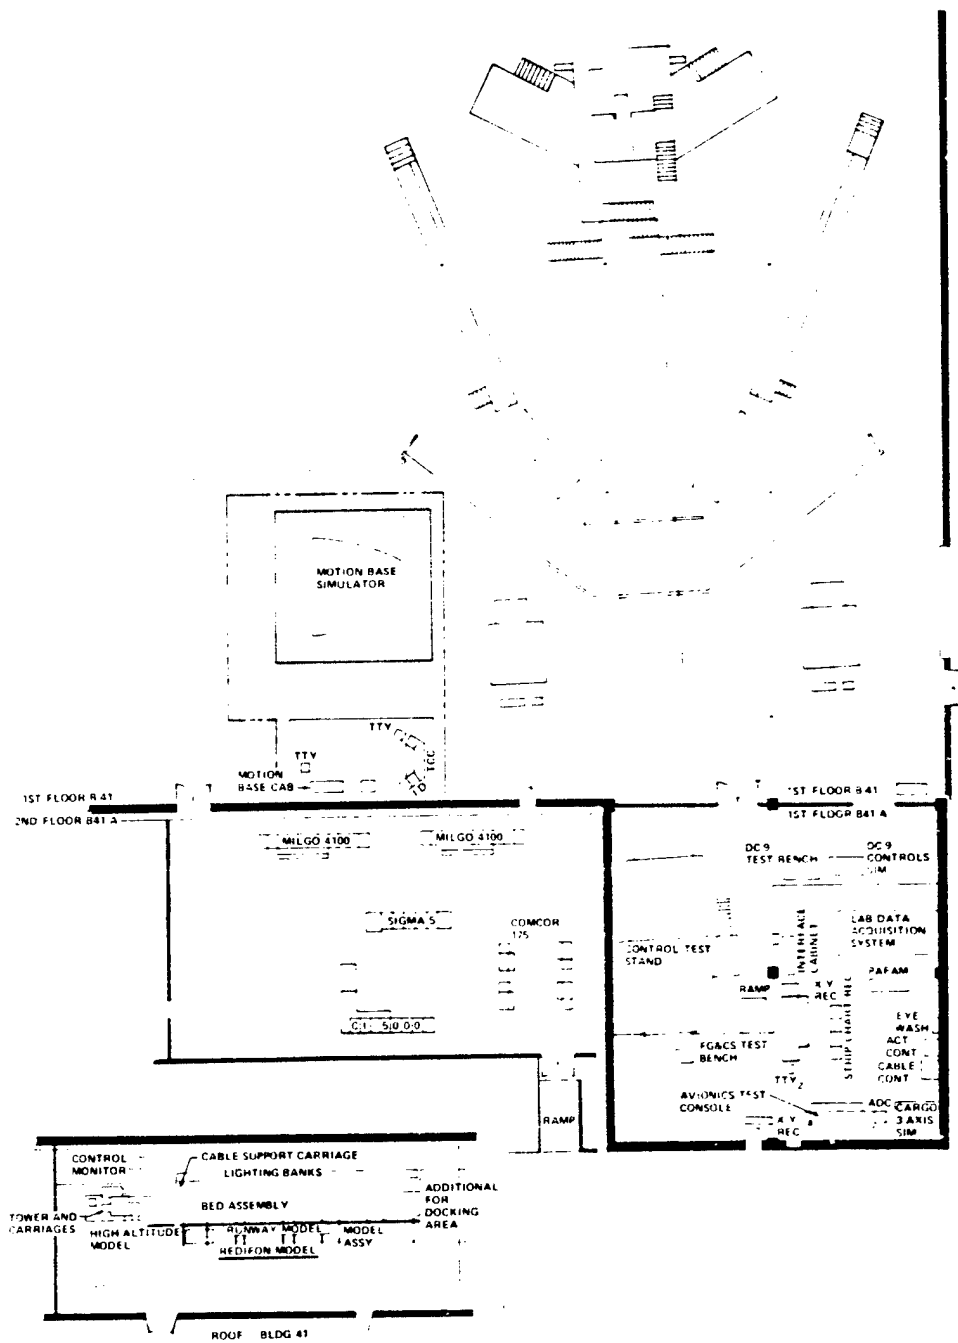 MOTION BASE
SIMULATOR
TTY
TTY
TCC
MOTION
BASE CAB
1ST FLOOR B 41
2ND FLOOR B41 A
1ST FLOOR B 41
1ST FLOOR B41 A
MILGO 4100
MILGO 4100
SIGMA 5
COMCOR
175
CI 5000
RAMP
DC 9
TEST BENCH
DC 9
CONTROLS
SIM
CONTROL TEST
STAND
INTERFACE
CABINET
LAB DATA
ACQUISITION
SYSTEM
RAMP
X Y
REC
STRIP CHART REC
EYE
WASH
ACT
CONT
CABLE
CONT
FG&CS TEST
BENCH
TTY 2
AVIONICS TEST
CONSOLE
X Y
REC
ADC
CARGO
3 AXIS
SIM
CONTROL
MONITOR
CABLE SUPPORT CARRIAGE
LIGHTING BANKS
BED ASSEMBLY
ADDITIONAL
FOR
DOCKING
AREA
TOWER AND
CARRIAGES
HIGH ALTITUDE
MODEL
RUNWAY MODEL
REDIFON MODEL
MODEL
ASSY
ROOF BLDG 41